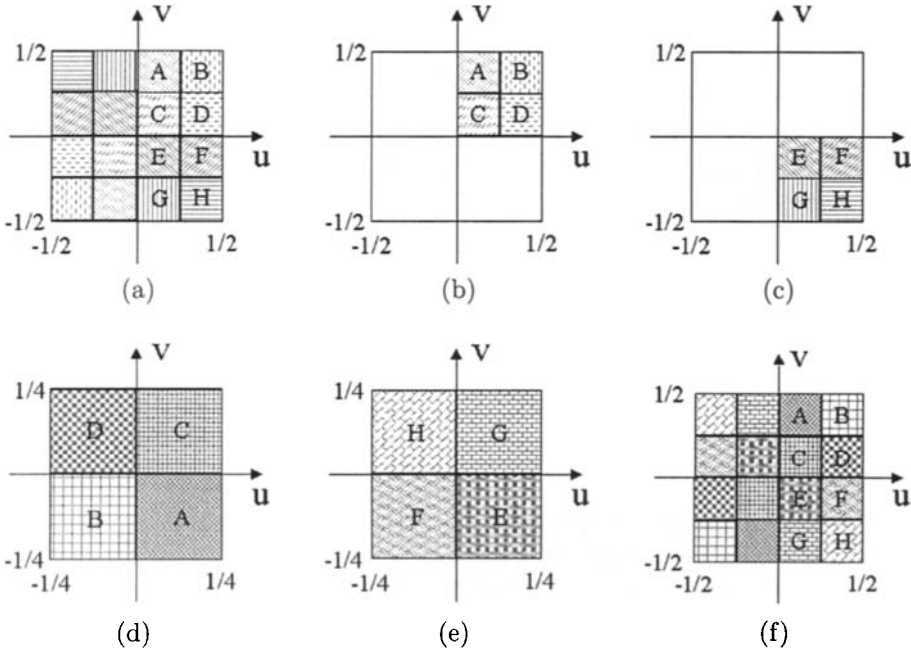 v v v
1/2 1/2 1/2
A B A B
C D C D
u u u
E F E F
G H G H
-1/2 -1/2 -1/2
-1/2 1/2 -1/2 1/2 -1/2 1/2
(a) (b) (c)
v v v
1/4 1/4 1/2
D C H G A B
C D
u u u
B A F E E F
G H
-1/4 -1/4 -1/2
-1/4 1/4 -1/4 1/4 -1/2 1/2
(d) (e) (f)